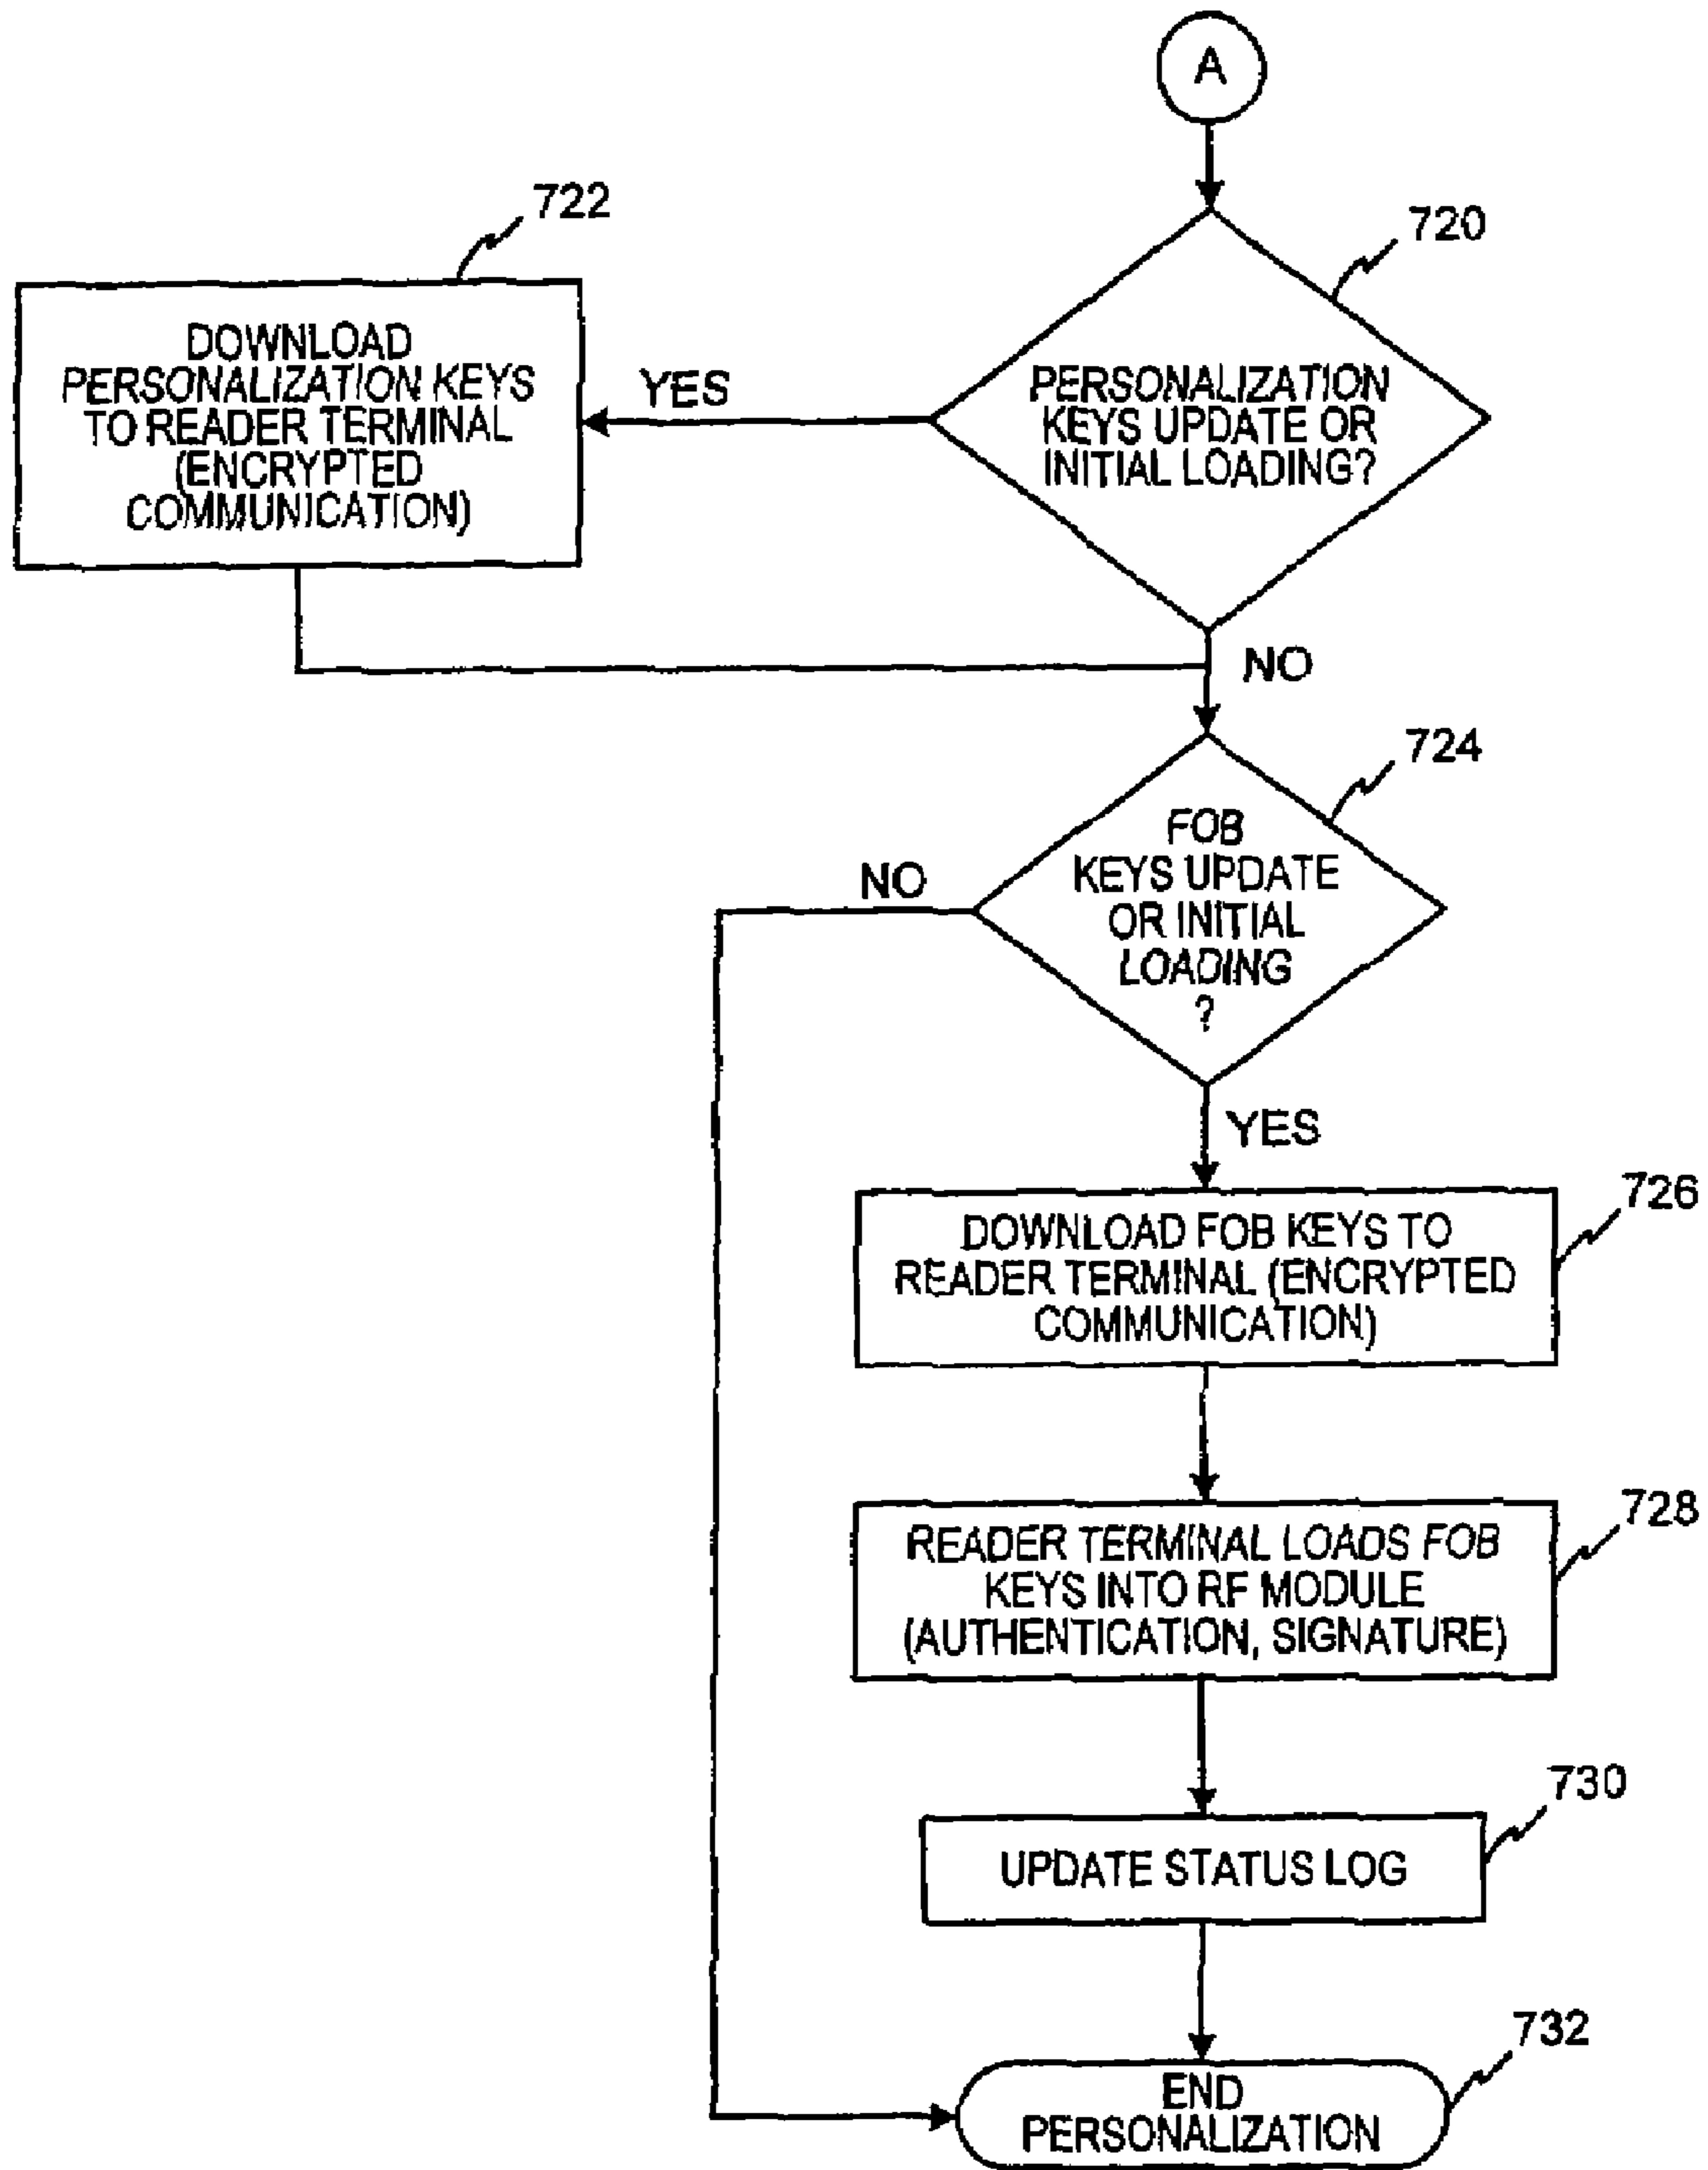 A
722
720
DOWNLOAD
PERSONALIZATION KEYS
TO READER TERMINAL
(ENCRYPTED
COMMUNICATION)
YES
PERSONALIZATION
KEYS UPDATE OR
INITIAL LOADING?
NO
724
FOB
KEYS UPDATE
OR INITIAL
LOADING
?
NO
YES
726
DOWNLOAD FOB KEYS TO
READER TERMINAL (ENCRYPTED
COMMUNICATION)
728
READER TERMINAL LOADS FOB
KEYS INTO RF MODULE
(AUTHENTICATION, SIGNATURE)
730
UPDATE STATUS LOG
732
END
PERSONALIZATION